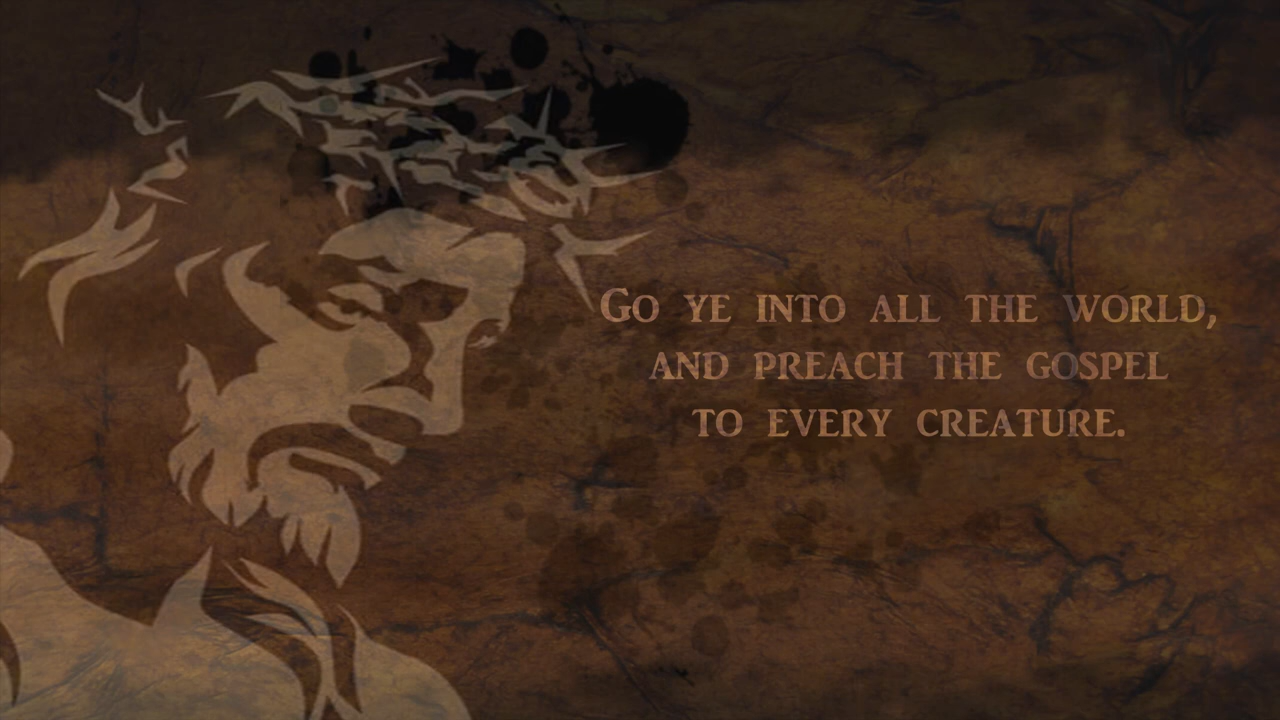 Go ye into all the world,
and preach the gospel
to every creature.